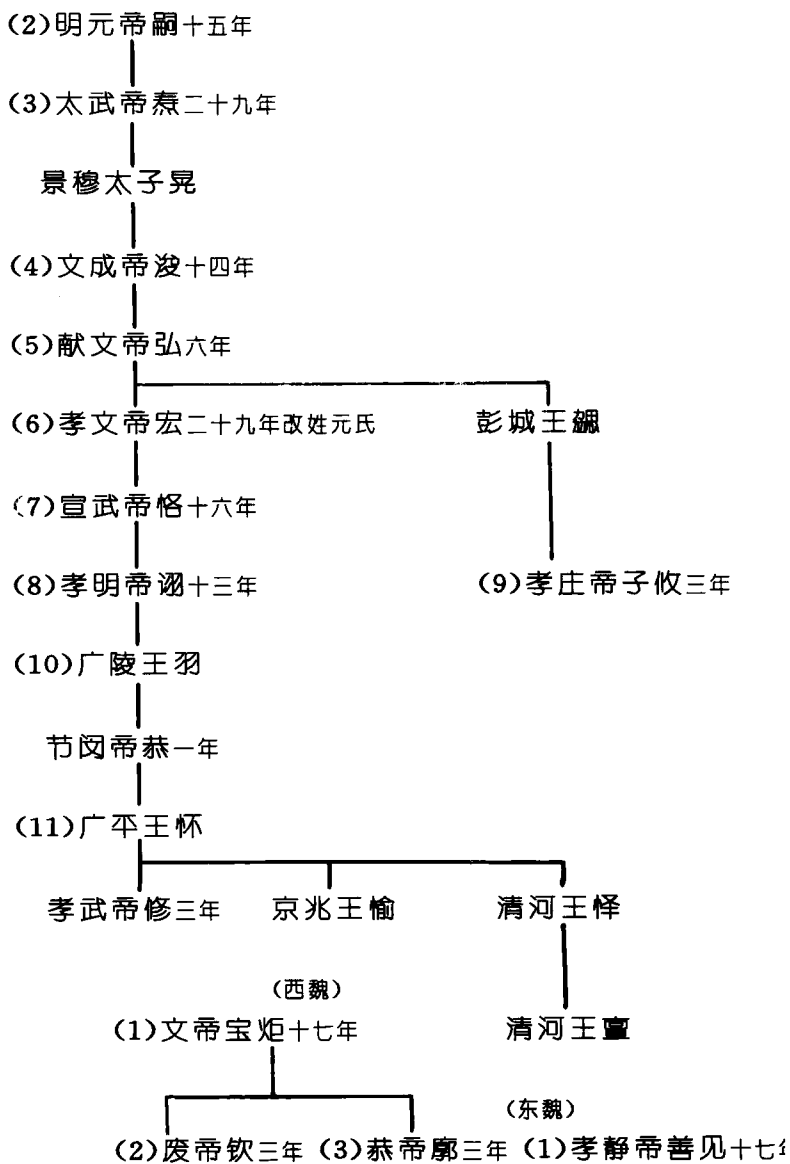 (2)明元帝嗣十五年
(3)太武帝焘二十九年
景穆太子晃
(4)文成帝浚十四年
(5)献文帝弘六年
(6)孝文帝宏二十九年改姓元氏 彭城王勰
(7)宣武帝恪十六年
(8)孝明帝诩十三年 (9)孝庄帝子攸三年
(10)广陵王羽
节闵帝恭一年
(11)广平王怀
孝武帝修三年 京兆王愉 清河王怿
(西魏)
(1)文帝宝炬十七年 清河王亶
(东魏)
(2)废帝钦三年 (3)恭帝廓三年 (1)孝静帝善见十七年